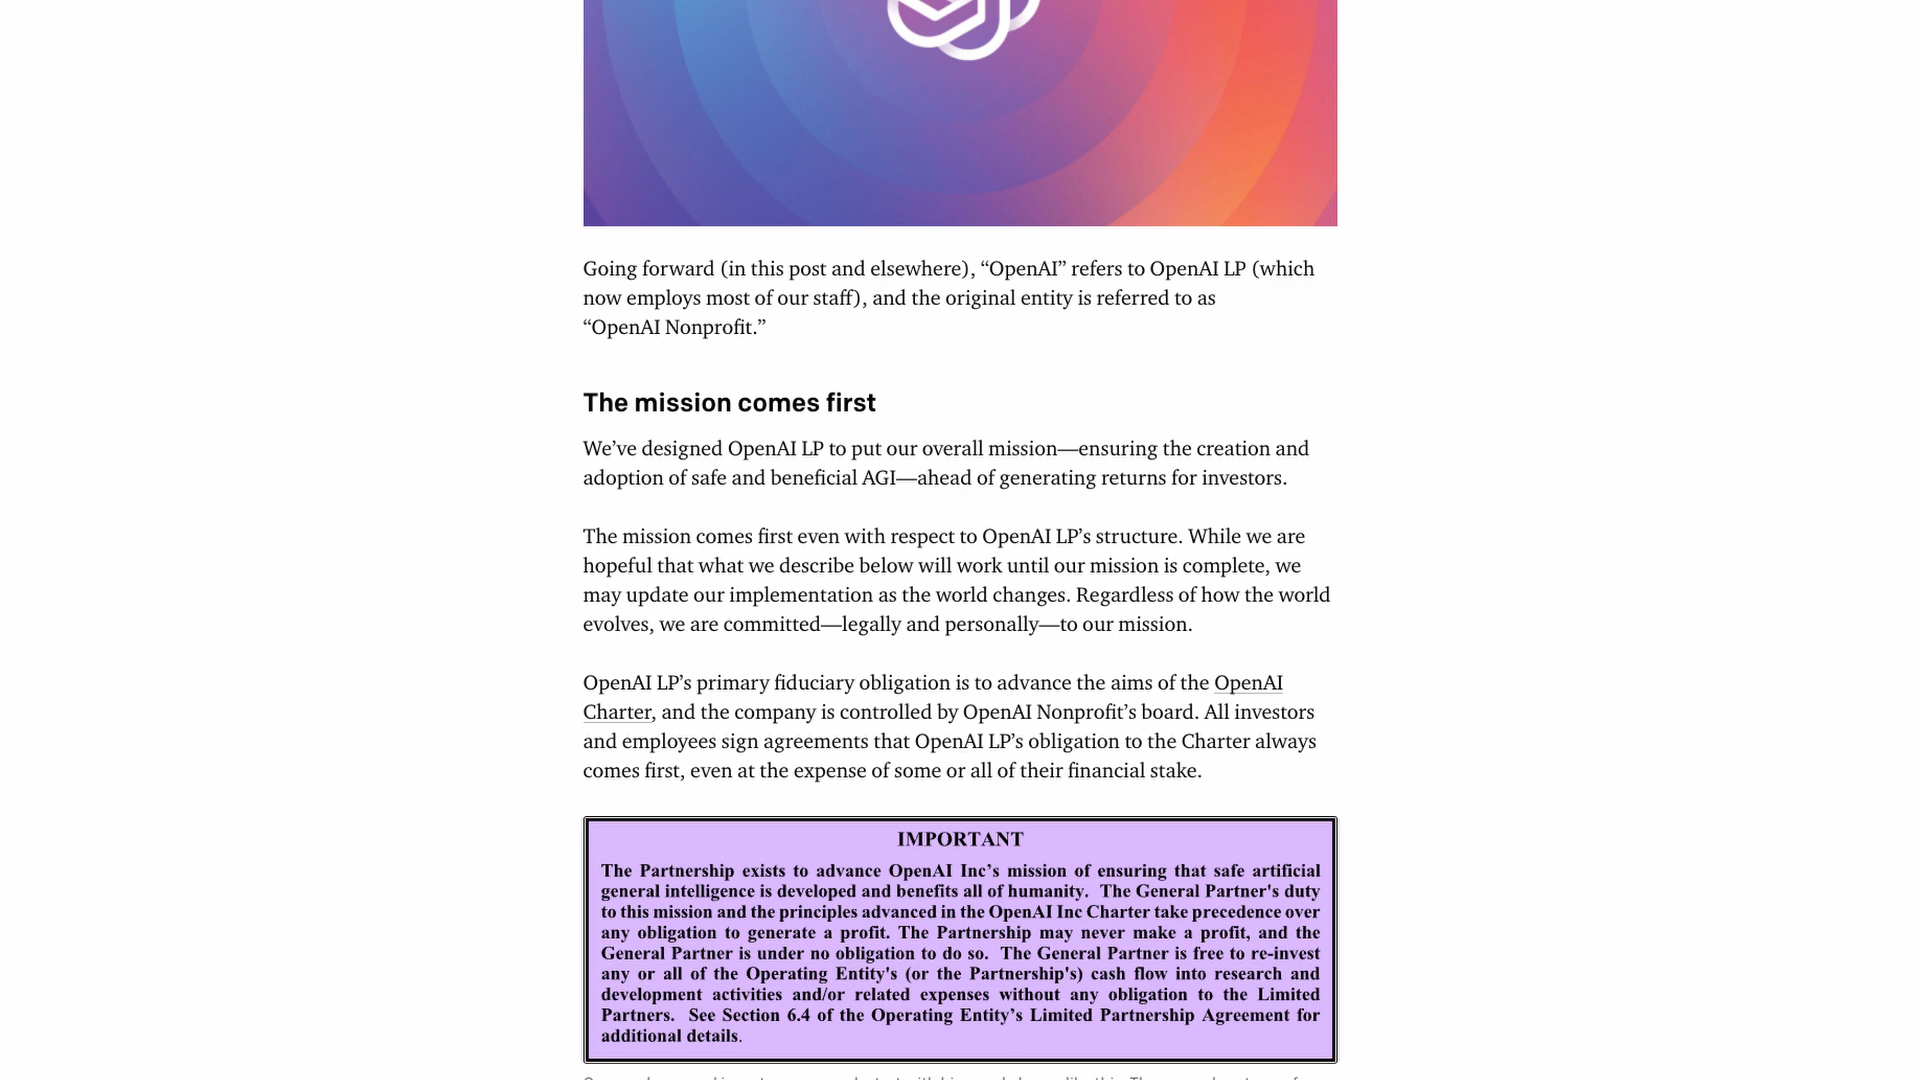 Going forward (in this post and elsewhere), “OpenAI” refers to OpenAI LP (which
now employs most of our staff), and the original entity is referred to as
“OpenAI Nonprofit.”
The mission comes first
We’ve designed OpenAI LP to put our overall mission—ensuring the creation and
adoption of safe and beneficial AGI—ahead of generating returns for investors.
The mission comes first even with respect to OpenAI LP’s structure. While we are
hopeful that what we describe below will work until our mission is complete, we
may update our implementation as the world changes. Regardless of how the world
evolves, we are committed—legally and personally—to our mission.
OpenAI LP’s primary fiduciary obligation is to advance the aims of the OpenAI
Charter, and the company is controlled by OpenAI Nonprofit’s board. All investors
and employees sign agreements that OpenAI LP’s obligation to the Charter always
comes first, even at the expense of some or all of their financial stake.
IMPORTANT
The Partnership exists to advance OpenAI Inc’s mission of ensuring that safe artificial
general intelligence is developed and benefits all of humanity. The General Partner's duty
to this mission and the principles advanced in the OpenAI Inc Charter take precedence over
any obligation to generate a profit. The Partnership may never make a profit, and the
General Partner is under no obligation to do so. The General Partner is free to re-invest
any or all of the Operating Entity's (or the Partnership's) cash flow into research and
development activities and/or related expenses without any obligation to the Limited
Partners. See Section 6.4 of the Operating Entity’s Limited Partnership Agreement for
additional details.